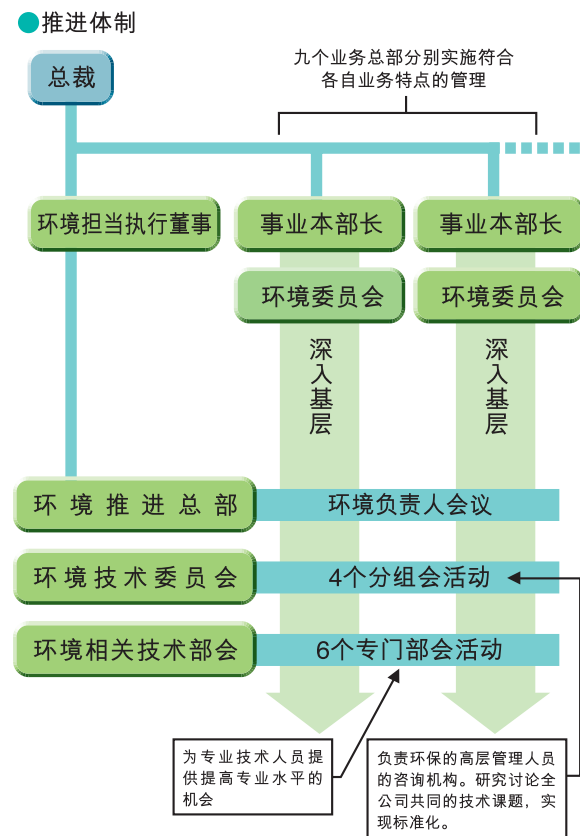 ●推进体制
总裁
九个业务总部分别实施符合
各自业务特点的管理
环境担当执行董事
事业本部长
事业本部长
环境委员会
环境委员会
深入基层
深入基层
环境推进总部
环境负责人会议
环境技术委员会
4个分组会活动
环境相关技术部会
6个专门部会活动
为专业技术人员提
供提高专业水平的
机会
负责环保的高层管理人员
的咨询机构。研究讨论全
公司共同的技术课题，实
现标准化。